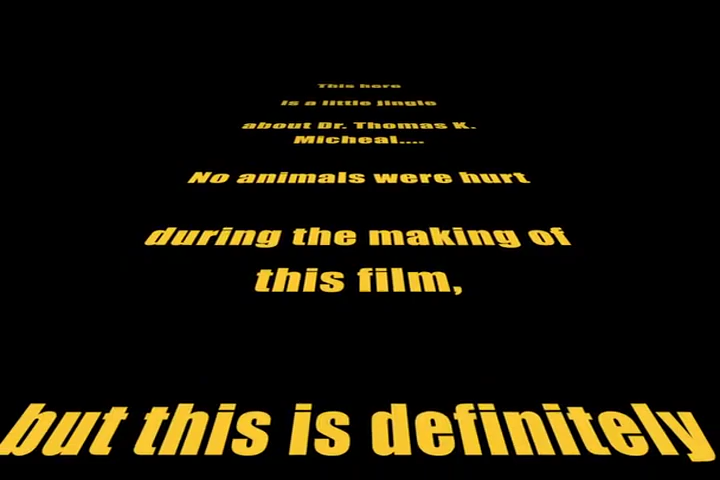 This here
is a little jingle
about Dr. Thomas K.
Micheal....
No animals were hurt
during the making of
this film,
but this is definitely